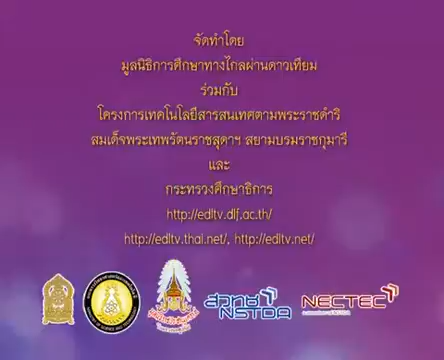 จัดทำโดย
มูลนิธิการศึกษาทางไกลผ่านดาวเทียม
ร่วมกับ
โครงการเทคโนโลยีสารสนเทศตามพระราชดำริ
สมเด็จพระเทพรัตนราชสุดาฯ สยามบรมราชกุมารี
และ
กระทรวงศึกษาธิการ
http://edltv.dlf.ac.th/
http://edltv.thai.net/, http://edltv.net/
สวทช NSTDA
NECTEC